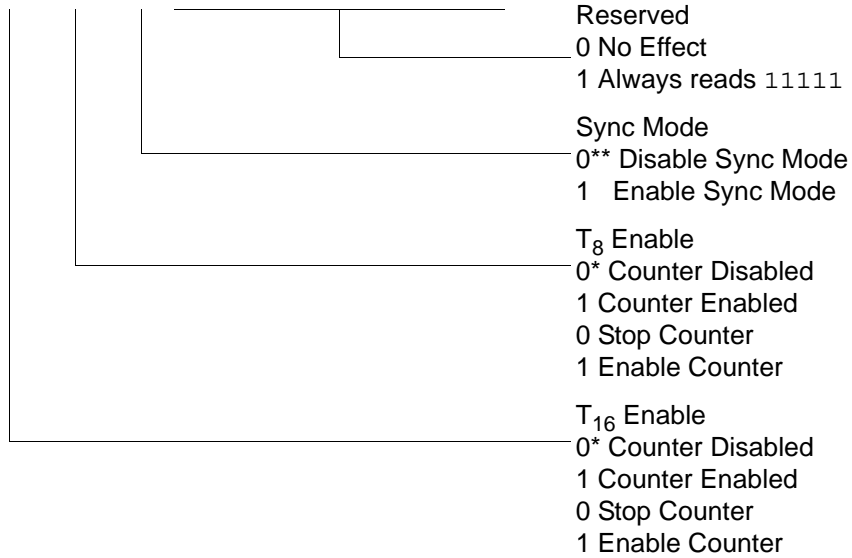 Reserved
0 No Effect
1 Always reads 11111
Sync Mode
0** Disable Sync Mode
1 Enable Sync Mode
T8 Enable
0* Counter Disabled
1 Counter Enabled
0 Stop Counter
1 Enable Counter
T16 Enable
0* Counter Disabled
1 Counter Enabled
0 Stop Counter
1 Enable Counter